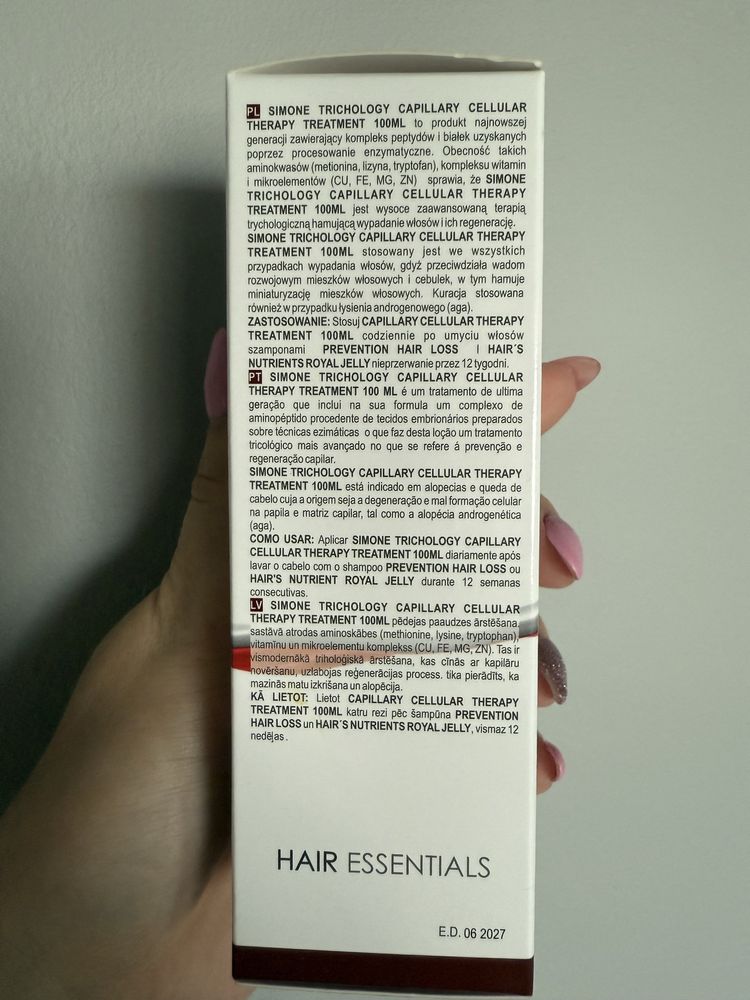 PL SIMONE TRICHOLOGY CAPILLARY CELLULAR
THERAPY TREATMENT 100ML to produkt najnowszej
generacji zawierający kompleks peptydów i białek uzyskanych
poprzez procesowanie enzymatyczne. Obecność takich
aminokwasów (metionina, lizyna, tryptofan), kompleksu witamin
i mikroelementów (CU, FE, MG, ZN) sprawia, że SIMONE
TRICHOLOGY CAPILLARY CELLULAR THERAPY
TREATMENT 100ML jest wysoce zaawansowaną terapią
trychologiczną hamującą wypadanie włosów i ich regenerację.
SIMONE TRICHOLOGY CAPILLARY CELLULAR THERAPY
TREATMENT 100ML stosowany jest we wszystkich
przypadkach wypadania włosów, gdyż przeciwdziała wadom
rozwojowym mieszków włosowych i cebulek, w tym hamuje
miniaturyzację mieszków włosowych. Kuracja stosowana
również w przypadku łysienia androgenowego (aga).
ZASTOSOWANIE: Stosuj CAPILLARY CELLULAR THERAPY
TREATMENT 100ML codziennie po umyciu włosów
szamponami PREVENTION HAIR LOSS I HAIR´S
NUTRIENTS ROYAL JELLY nieprzerwanie przez 12 tygodni.
PT SIMONE TRICHOLOGY CAPILLARY CELLULAR
THERAPY TREATMENT 100 ML é um tratamento de ultima
geração que inclui na sua formula um complexo de
aminopéptido procedente de tecidos embrionários preparados
sobre técnicas ezimáticas o que faz desta loção um tratamento
tricológico mais avançado no que se refere á prevenção e
regeneração capilar.
SIMONE TRICHOLOGY CAPILLARY CELLULAR THERAPY
TREATMENT 100ML está indicado em alopecias e queda de
cabelo cuja a origem seja a degeneração e mal formação celular
na papila e matriz capilar, tal como a alopécia androgenética
(aga).
COMO USAR: Aplicar SIMONE TRICHOLOGY CAPILLARY
CELLULAR THERAPY TREATMENT 100ML diariamente após
lavar o cabelo com o shampoo PREVENTION HAIR LOSS ou
HAIR'S NUTRIENT ROYAL JELLY durante 12 semanas
consecutivas.
LV SIMONE TRICHOLOGY CAPILLARY CELLULAR
THERAPY TREATMENT 100ML pēdejas paaudzes ārstēšana,
sastāvā atrodas aminoskābes (methionine, lysine, tryptophan),
vitamīnu un mikroelementu komplekss (CU, FE, MG, ZN). Tas ir
vismodernākā triholoģiskā ārstēšana, kas cīnās ar kapilāru
novēršanu, uzlabojas reģenerācijas process. tika pierādīts, ka
mazinās matu izkrišana un alopēcija.
KĀ LIETOT: Lietot CAPILLARY CELLULAR THERAPY
TREATMENT 100ML katru rezi pēc šampūna PREVENTION
HAIR LOSS un HAIR´S NUTRIENTS ROYAL JELLY, vismaz 12
nedējas .
HAIR ESSENTIALS
E.D. 06 2027